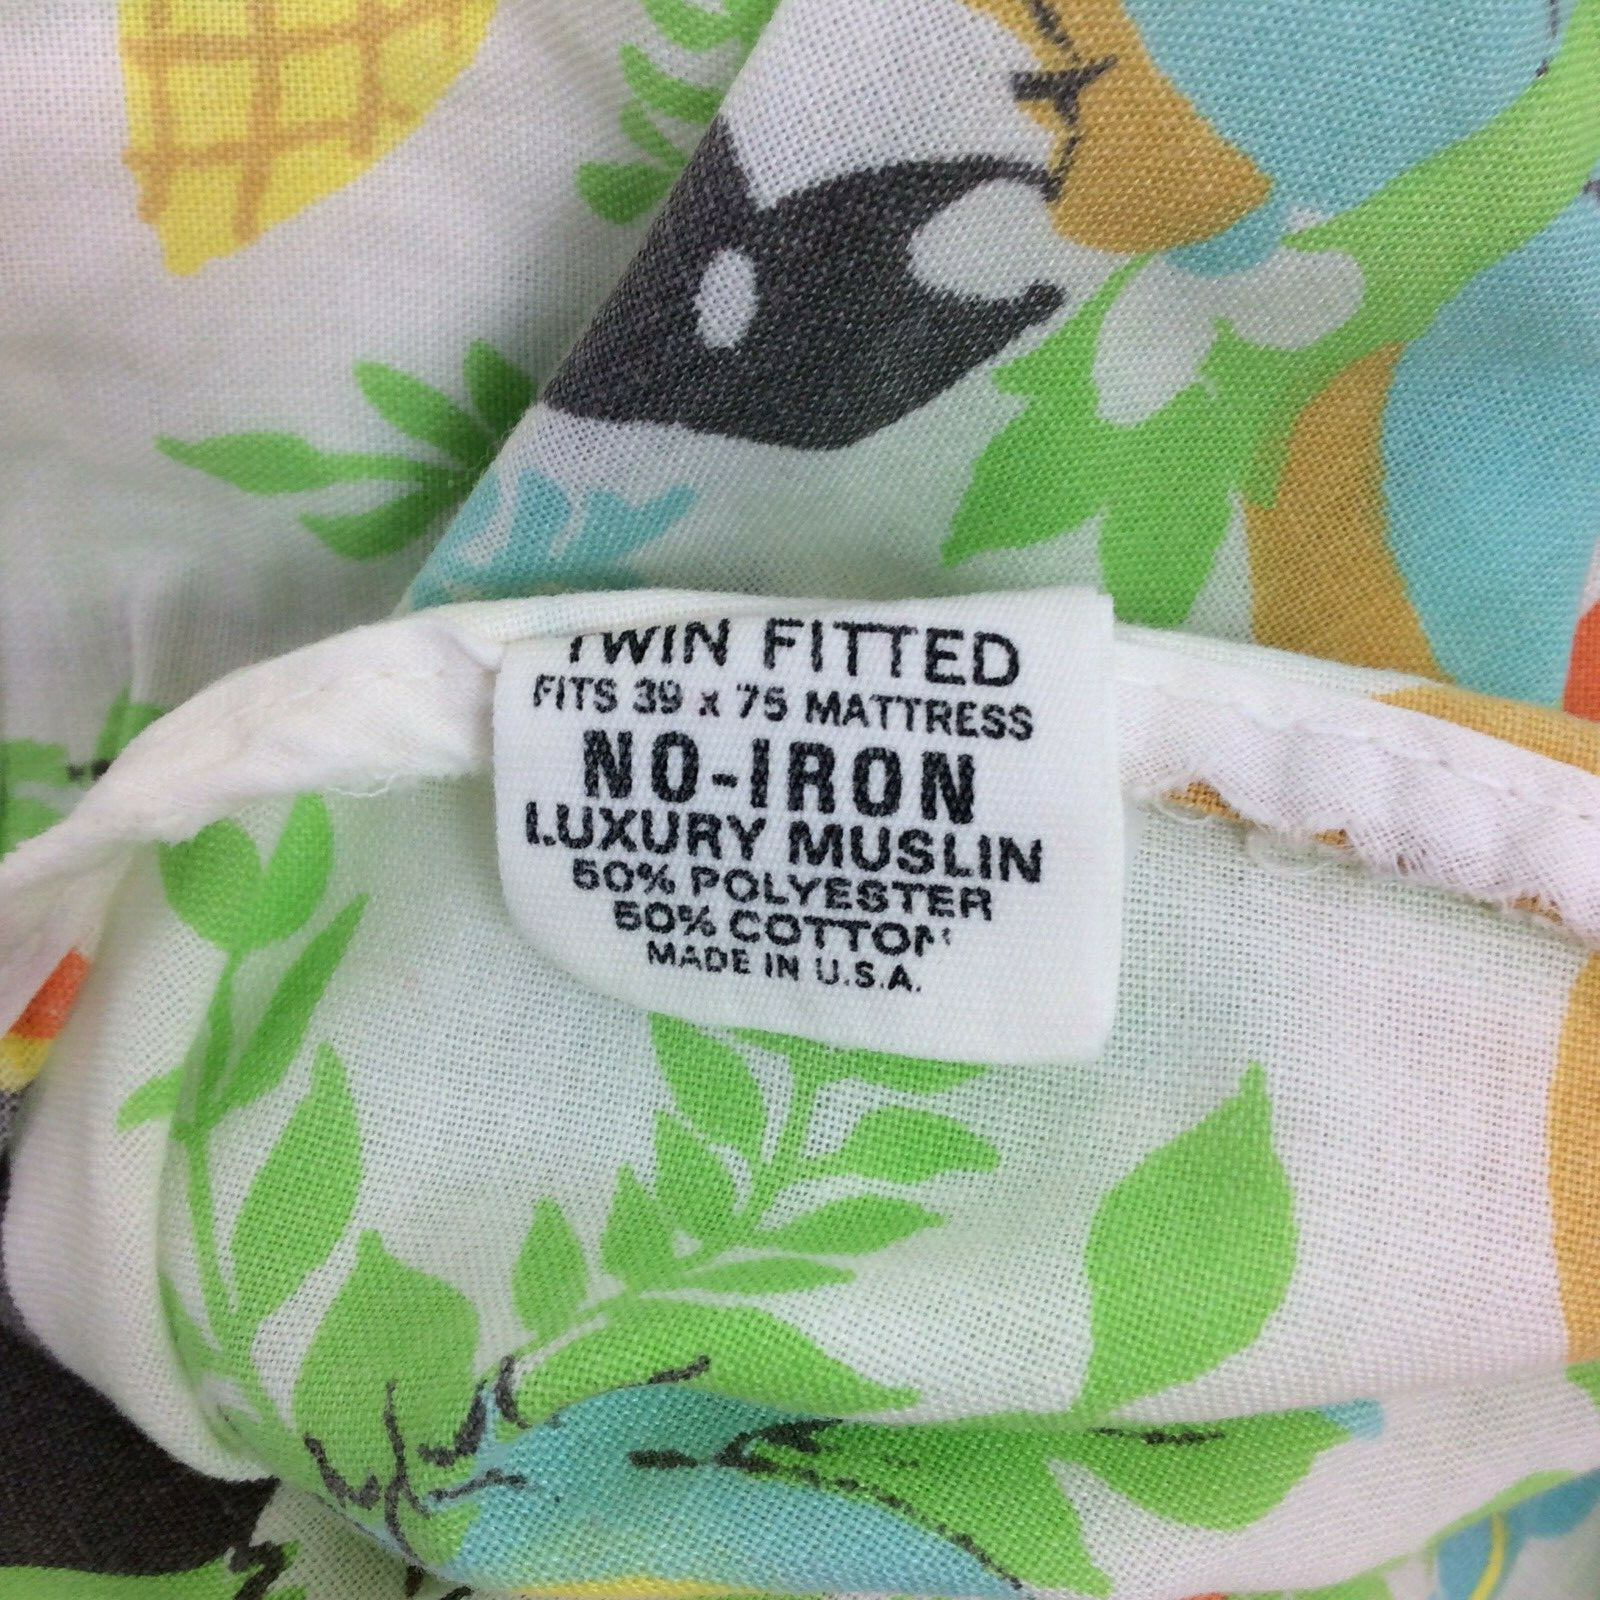 TWIN FITTED
FITS 39 x 75 MATTRESS
NO-IRON
LUXURY MUSLIN
50% POLYESTER
50% COTTON
MADE IN U.S.A.